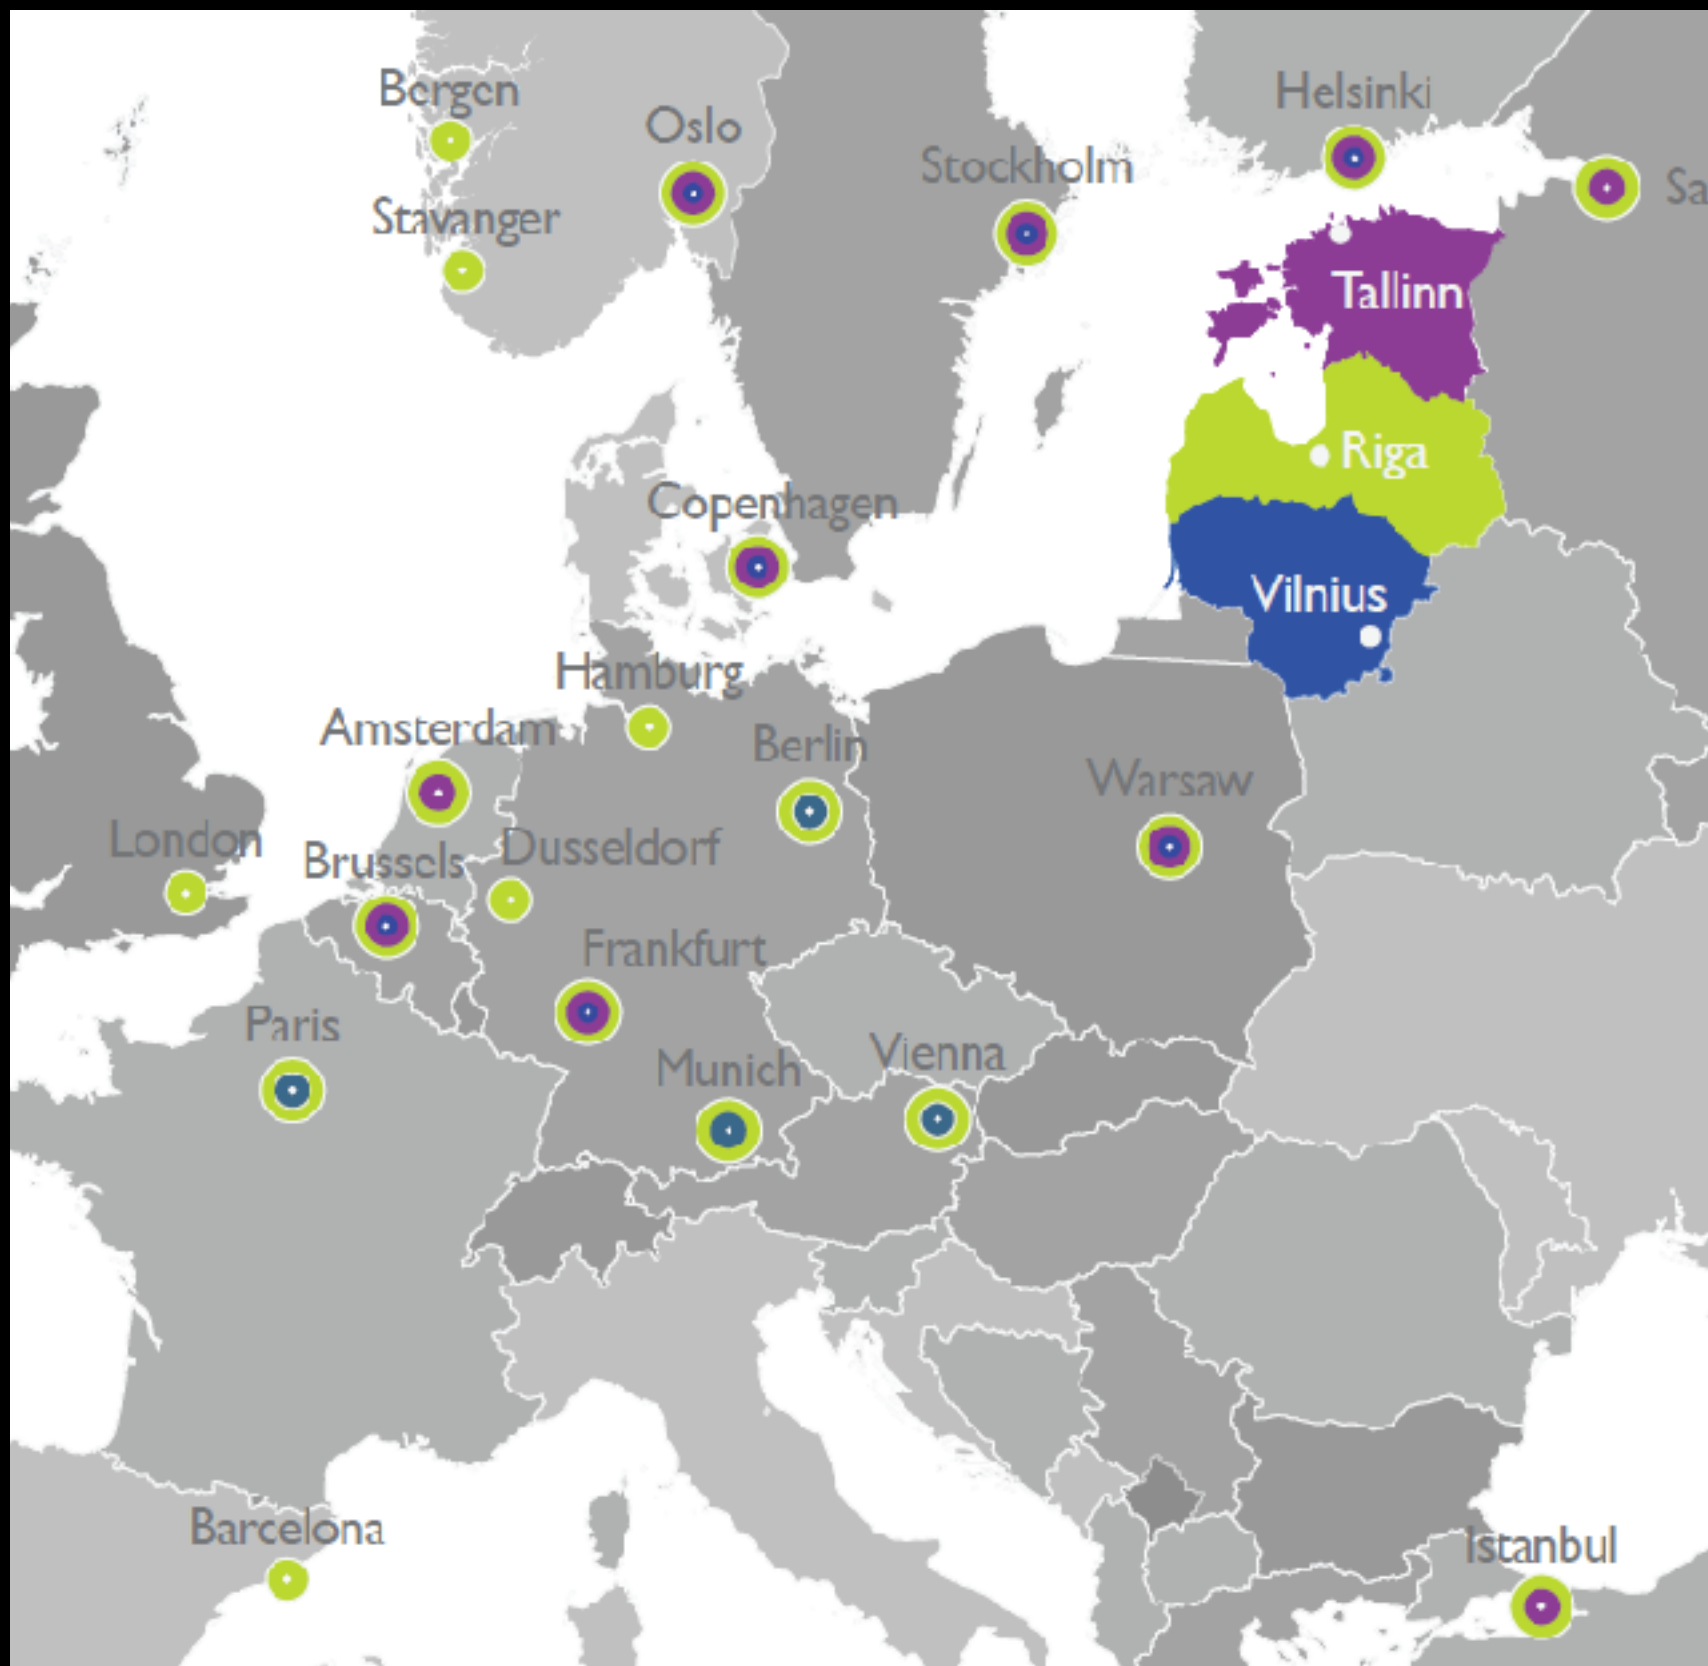 Bergen
Oslo
Helsinki
Stockholm
Sa
Stavanger
Tallinn
Riga
Copenhagen
Vilnius
Hamburg
Amsterdam
Berlin
Warsaw
London
Brussels
Dusseldorf
Frankfurt
Paris
Munich
Vienna
Barcelona
Istanbul